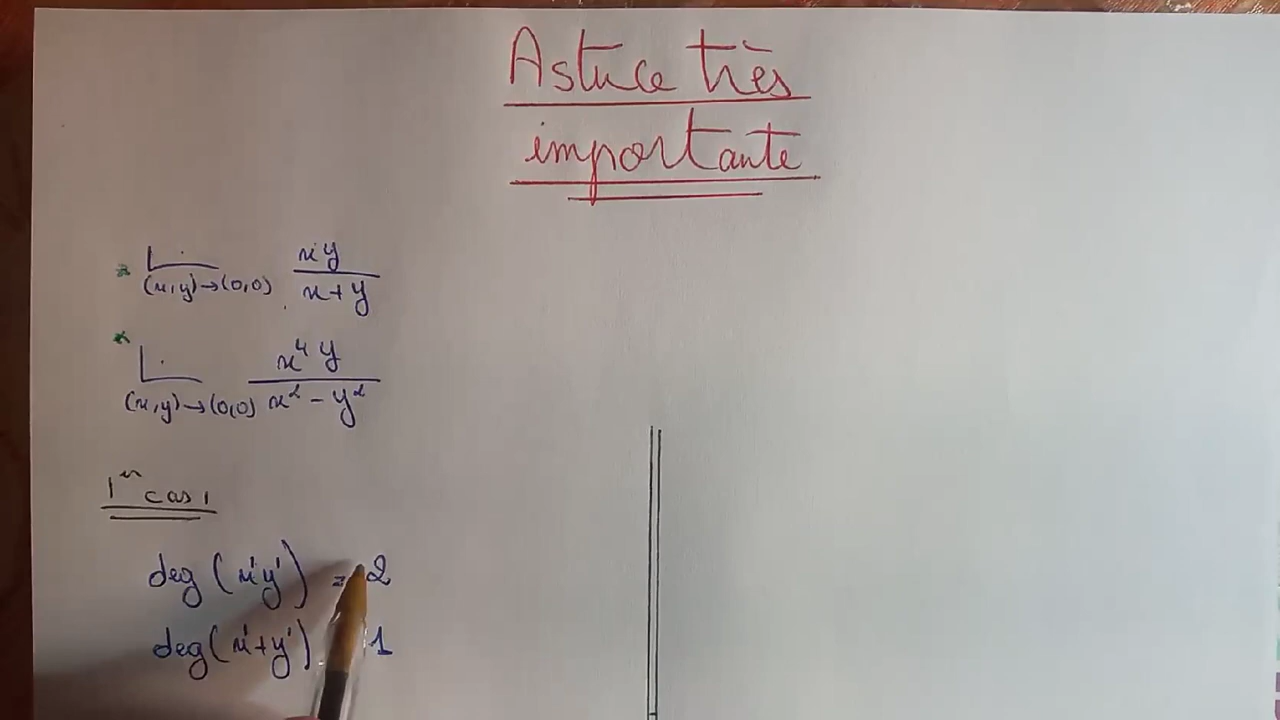 Astuce très
importante
* L (x,y)→(0,0) xy / x+y
* L (x,y)→(0,0) x⁴ y / x² - y²
1er cas
deg (x¹y¹) = 2
deg (x¹+y¹) 1